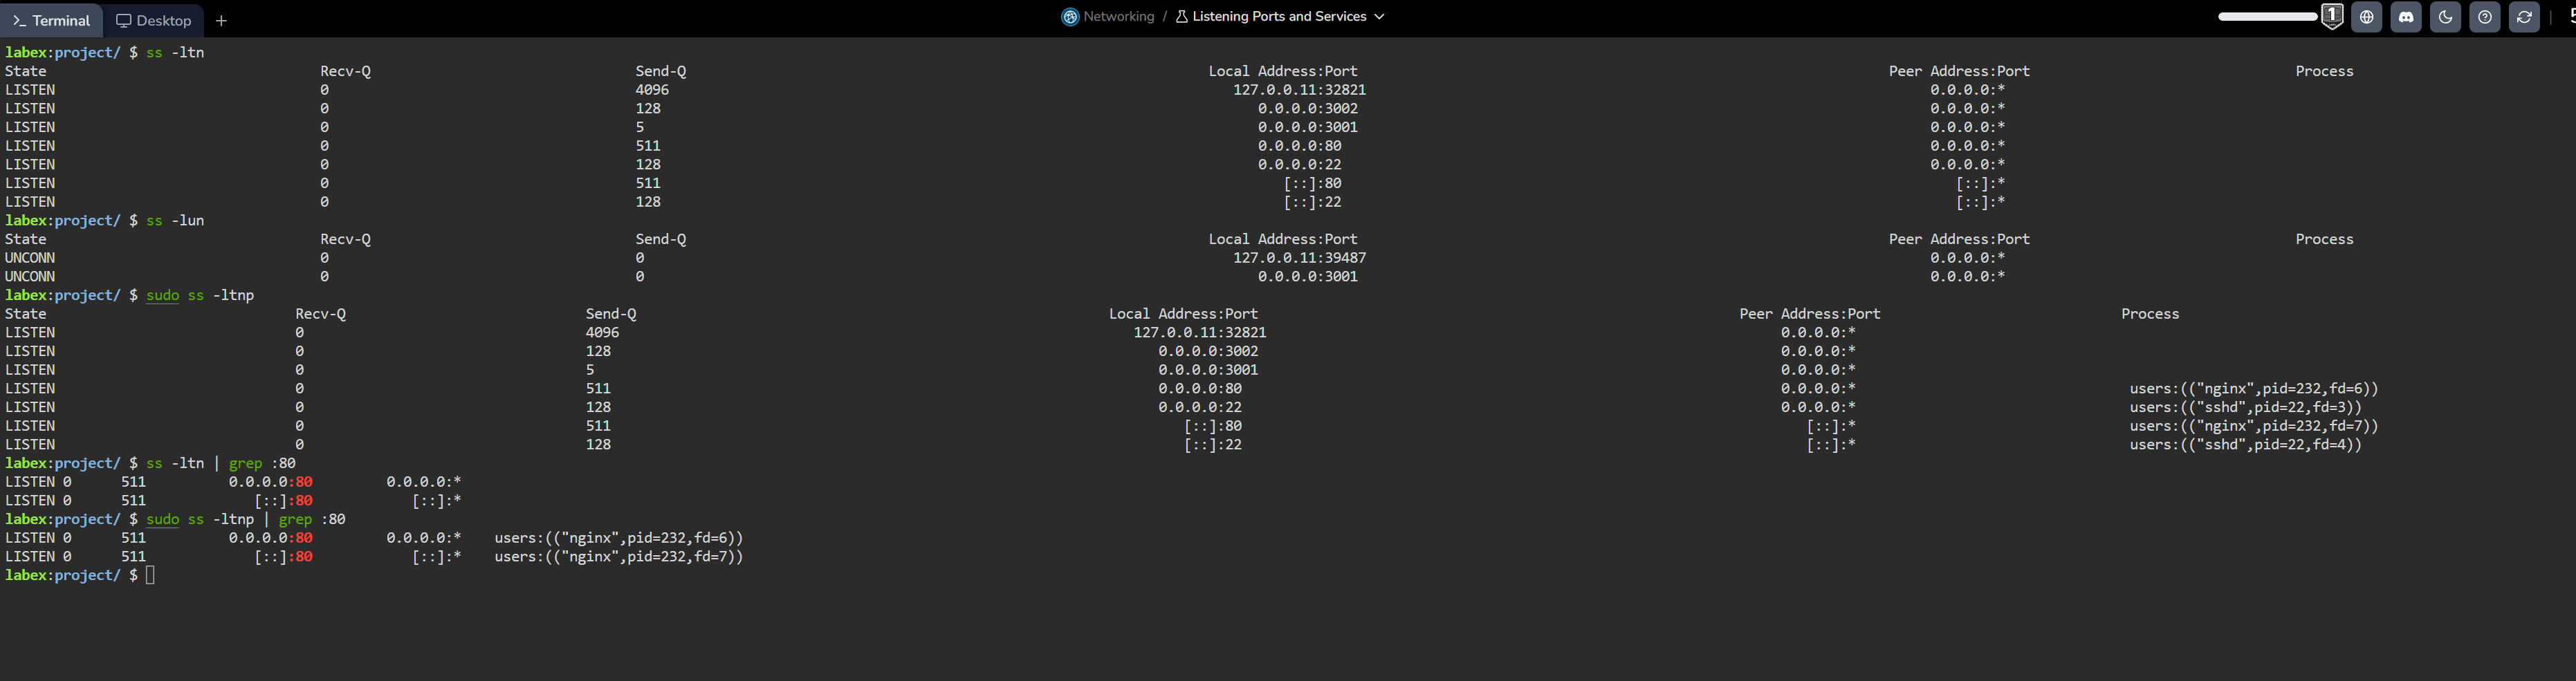 Terminal Desktop + Networking / Listening Ports and Services 1
labex:project/ $ ss -ltn
State Recv-Q Send-Q Local Address:Port Peer Address:Port Process
LISTEN 0 4096 127.0.0.11:32821 0.0.0.0:*
LISTEN 0 128 0.0.0.0:3002 0.0.0.0:*
LISTEN 0 5 0.0.0.0:3001 0.0.0.0:*
LISTEN 0 511 0.0.0.0:80 0.0.0.0:*
LISTEN 0 128 0.0.0.0:22 0.0.0.0:*
LISTEN 0 511 [::]:80 [::]:*
LISTEN 0 128 [::]:22 [::]:*
labex:project/ $ ss -lun
State Recv-Q Send-Q Local Address:Port Peer Address:Port Process
UNCONN 0 0 127.0.0.11:39487 0.0.0.0:*
UNCONN 0 0 0.0.0.0:3001 0.0.0.0:*
labex:project/ $ sudo ss -ltnp
State Recv-Q Send-Q Local Address:Port Peer Address:Port Process
LISTEN 0 4096 127.0.0.11:32821 0.0.0.0:*
LISTEN 0 128 0.0.0.0:3002 0.0.0.0:*
LISTEN 0 5 0.0.0.0:3001 0.0.0.0:*
LISTEN 0 511 0.0.0.0:80 0.0.0.0:* users:(("nginx",pid=232,fd=6))
LISTEN 0 128 0.0.0.0:22 0.0.0.0:* users:(("sshd",pid=22,fd=3))
LISTEN 0 511 [::]:80 [::]:* users:(("nginx",pid=232,fd=7))
LISTEN 0 128 [::]:22 [::]:* users:(("sshd",pid=22,fd=4))
labex:project/ $ ss -ltn | grep :80
LISTEN 0 511 0.0.0.0:80 0.0.0.0:*
LISTEN 0 511 [::]:80 [::]:*
labex:project/ $ sudo ss -ltnp | grep :80
LISTEN 0 511 0.0.0.0:80 0.0.0.0:* users:(("nginx",pid=232,fd=6))
LISTEN 0 511 [::]:80 [::]:* users:(("nginx",pid=232,fd=7))
labex:project/ $